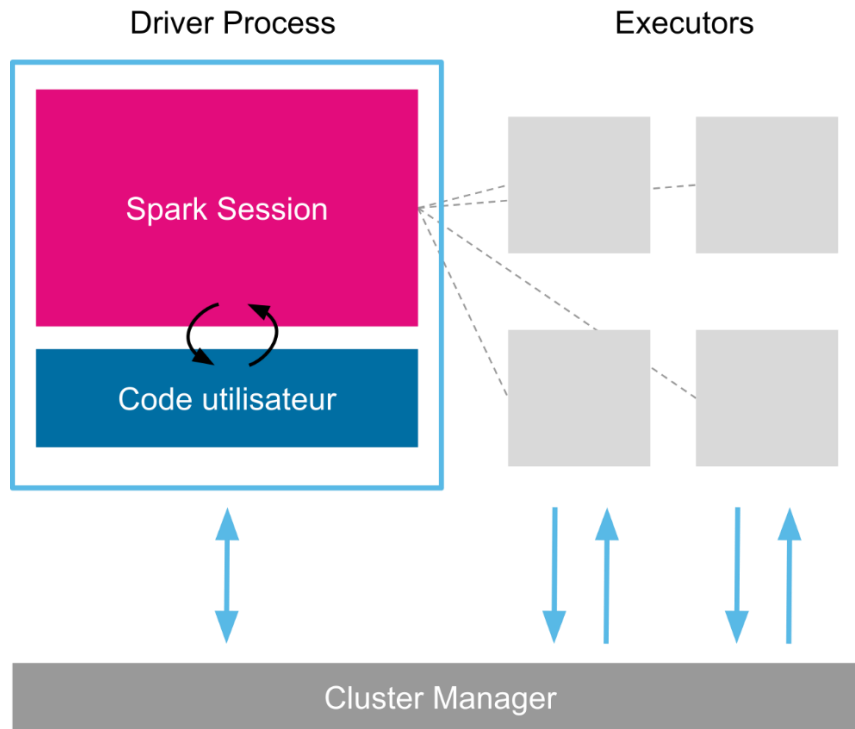 Driver Process
Executors
Spark Session
Code utilisateur
Cluster Manager